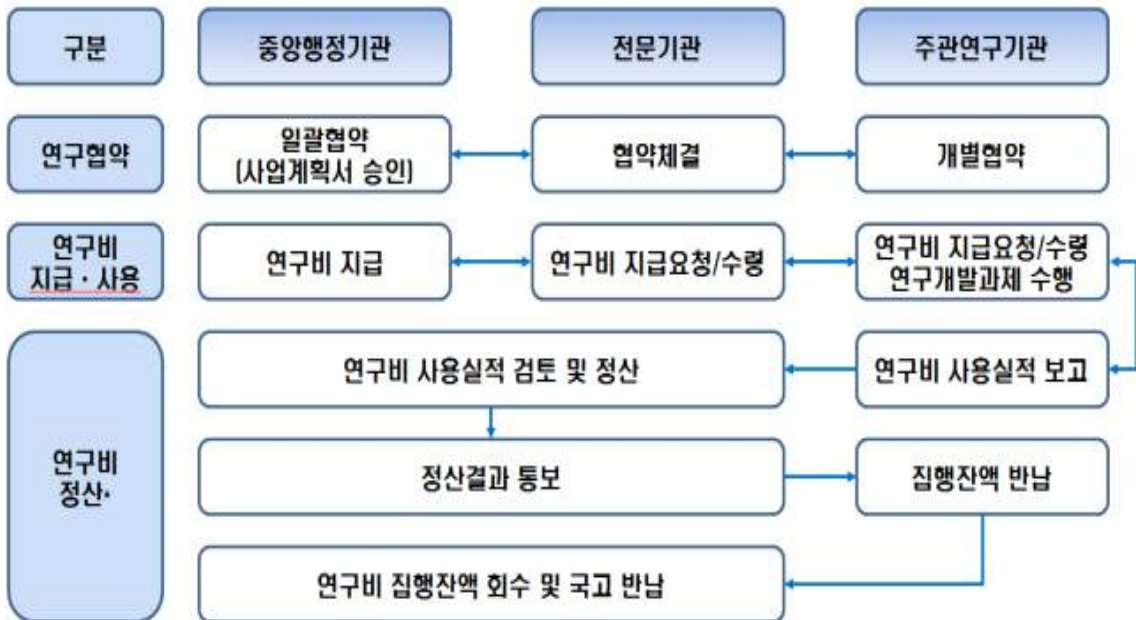 구분
중앙행정기관
전문기관
주관연구기관
연구협약
일괄협약
(사업계획서 승인)
협약체결
개별협약
연구비
지급 · 사용
연구비 지급
연구비 지급요청/수령
연구비 지급요청/수령
연구개발과제 수행
연구비 사용실적 검토 및 정산
연구비 사용실적 보고
연구비
정산*
정산결과 통보
집행잔액 반납
연구비 집행잔액 회수 및 국고 반납